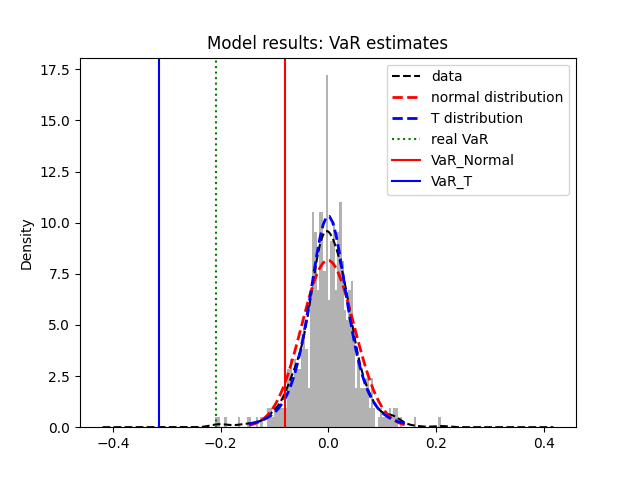 Model results: VaR estimates
17.5
15.0
12.5
10.0
7.5
5.0
2.5
0.0
Density
data
normal distribution
T distribution
real VaR
VaR_Normal
VaR_T
−0.4
−0.2
0.0
0.2
0.4